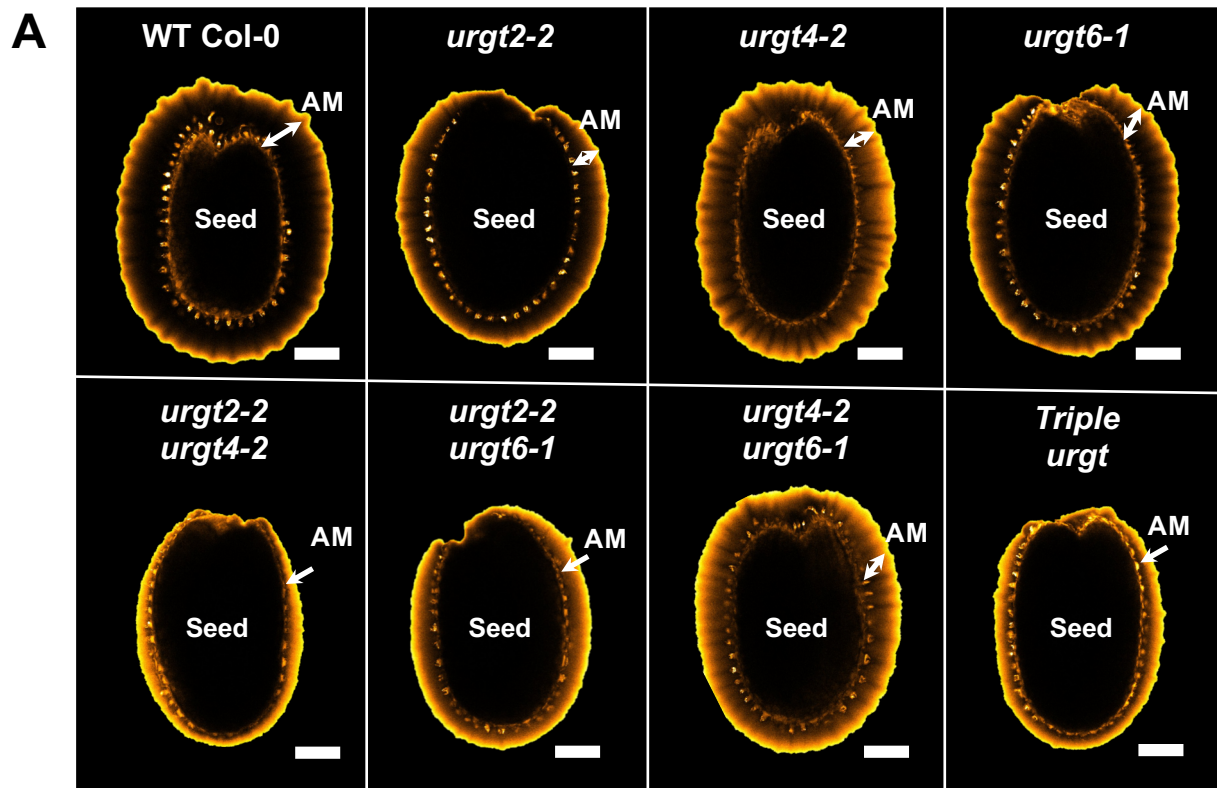 A
WT Col-0
urgt2-2
urgt4-2
urgt6-1
AM
AM
AM
AM
Seed
Seed
Seed
Seed
urgt2-2
urgt4-2
urgt2-2
urgt6-1
urgt4-2
urgt6-1
Triple
urgt
AM
AM
AM
AM
Seed
Seed
Seed
Seed